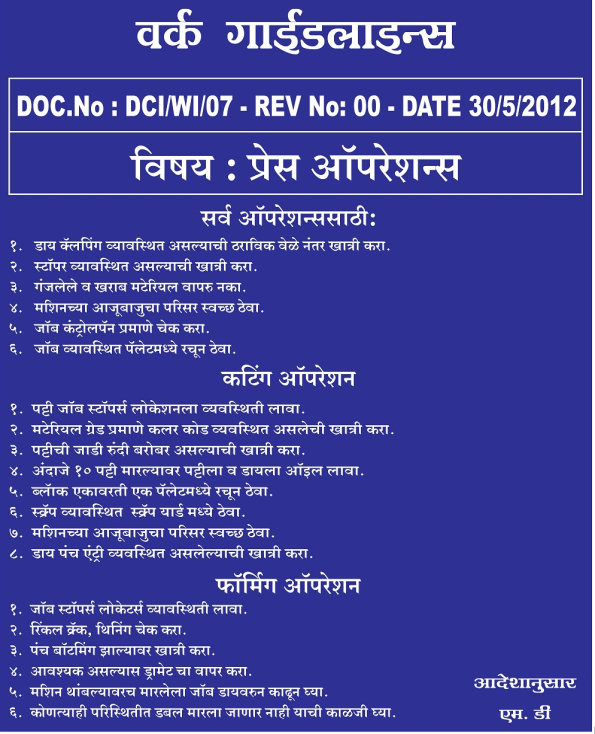 वर्क गाईडलाइन्स
DOC.No : DCI/WI/07 - REV No: 00 - DATE 30/5/2012
विषय : प्रेस ऑपरेशन्स
सर्व ऑपरेशन्ससाठी:
१. डाय क्लॅपिंग व्यावस्थित असल्याची ठराविक वेळे नंतर खात्री करा.
२. स्टॉपर व्यावस्थित असल्याची खात्री करा.
३. गंजलेले व खराब मटेरियल वापरु नका.
४. मशिनच्या आजूबाजुचा परिसर स्वच्छ ठेवा.
५. जॉब कंट्रोलपॅन प्रमाणे चेक करा.
६. जॉब व्यावस्थित पॅलेटमध्ये रचून ठेवा.
कटिंग ऑपरेशन
१. पट्टी जॉब स्टॉपर्स लोकेशनला व्यवस्थिती लावा.
२. मटेरियल ग्रेड प्रमाणे कलर कोड व्यवस्थित असलेची खात्री करा.
३. पट्टीची जाडी रुंदी बरोबर असल्याची खात्री करा.
४. अंदाजे १० पट्टी मारल्यावर पट्टीला व डायला ऑइल लावा.
५. ब्लॉक एकावरती एक पॅलेटमध्ये रचून ठेवा.
६. स्क्रॅप व्यावस्थित स्क्रॅप यार्ड मध्ये ठेवा.
७. मशिनच्या आजूबाजुचा परिसर स्वच्छ ठेवा.
८. डाय पंच एंट्री व्यवस्थित असलेल्याची खात्री करा.
फॉर्मिंग ऑपरेशन
१. जॉब स्टॉपर्स लोकेटर्स व्यावस्थिती लावा.
२. रिंकल क्रॅक, थिनिंग चेक करा.
३. पंच बॉटमिंग झाल्यावर खात्री करा.
४. आवश्यक असल्यास ड्रामेट चा वापर करा.
५. मशिन थांबल्यावरच मारलेला जॉब डायवरुन काढून घ्या.
६. कोणत्याही परिस्थितीत डबल मारला जाणार नाही याची काळजी घ्या.
आदेशानुसार
एम. डी